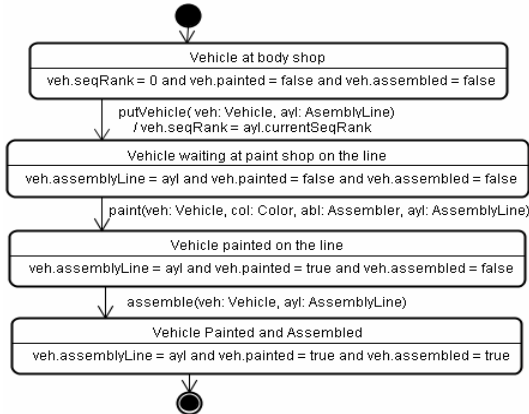 Vehicle at body shop
veh.seqRank = 0 and veh.painted = false and veh.assembled = false
putVehicle( veh: Vehicle, ayl: AsemblyLine)
/ veh.seqRank = ayl.currentSeqRank
Vehicle waiting at paint shop on the line
veh.assemblyLine = ayl and veh.painted = false and veh.assembled = false
paint(veh: Vehicle, col: Color, abl: Assembler, ayl: AssemblyLine)
Vehicle painted on the line
veh.assemblyLine = ayl and veh.painted = true and veh.assembled = false
assemble(veh: Vehicle, ayl: AssemblyLine)
Vehicle Painted and Assembled
veh.assemblyLine = ayl and veh.painted = true and veh.assembled = true